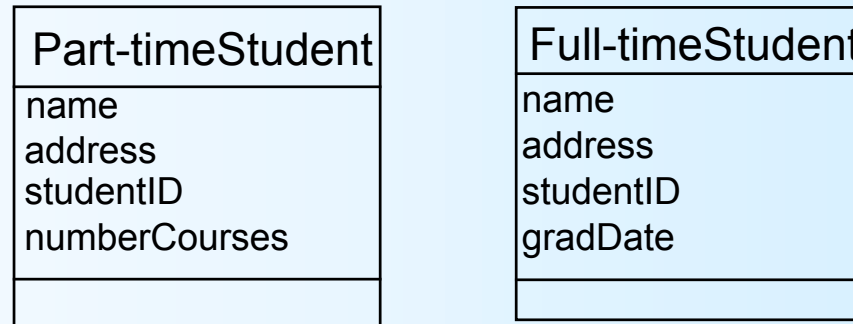 Part-timeStudent
name
address
studentID
numberCourses
Full-timeStudent
name
address
studentID
gradDate